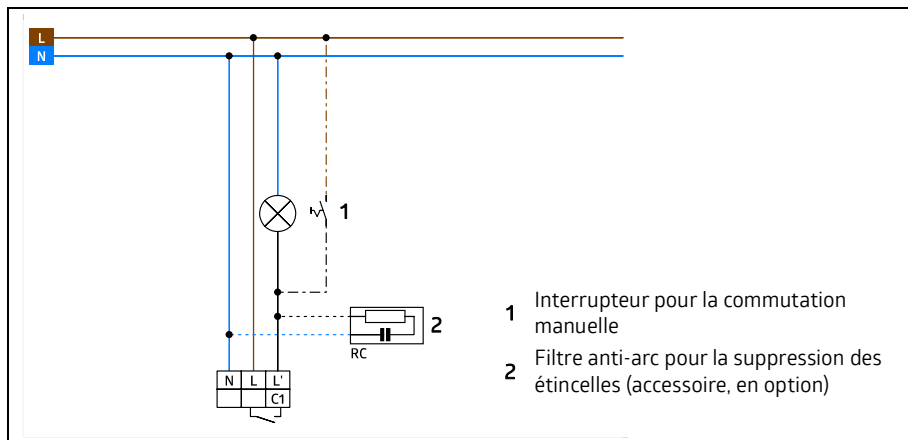 L
N
1
2
RC
N L L'
C1
1 Interrupteur pour la commutation
manuelle
2 Filtre anti-arc pour la suppression des
étincelles (accessoire, en option)